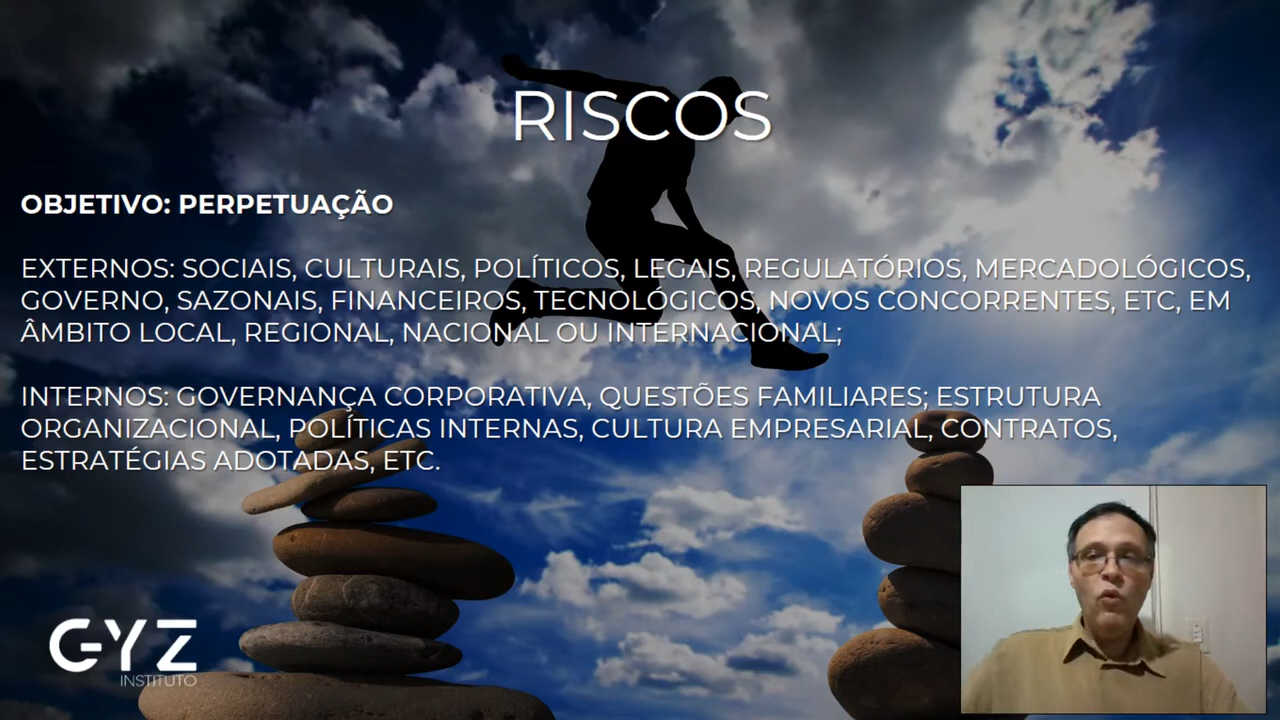 RISCOS
OBJETIVO: PERPETUAÇÃO
EXTERNOS: SOCIAIS, CULTURAIS, POLÍTICOS, LEGAIS, REGULATÓRIOS, MERCADOLÓGICOS,
GOVERNO, SAZONAIS, FINANCEIROS, TECNOLÓGICOS, NOVOS CONCORRENTES, ETC, EM
ÂMBITO LOCAL, REGIONAL, NACIONAL OU INTERNACIONAL;
INTERNOS: GOVERNANÇA CORPORATIVA, QUESTÕES FAMILIARES; ESTRUTURA
ORGANIZACIONAL, POLÍTICAS INTERNAS, CULTURA EMPRESARIAL, CONTRATOS,
ESTRATÉGIAS ADOTADAS, ETC.
GYZ
INSTITUTO